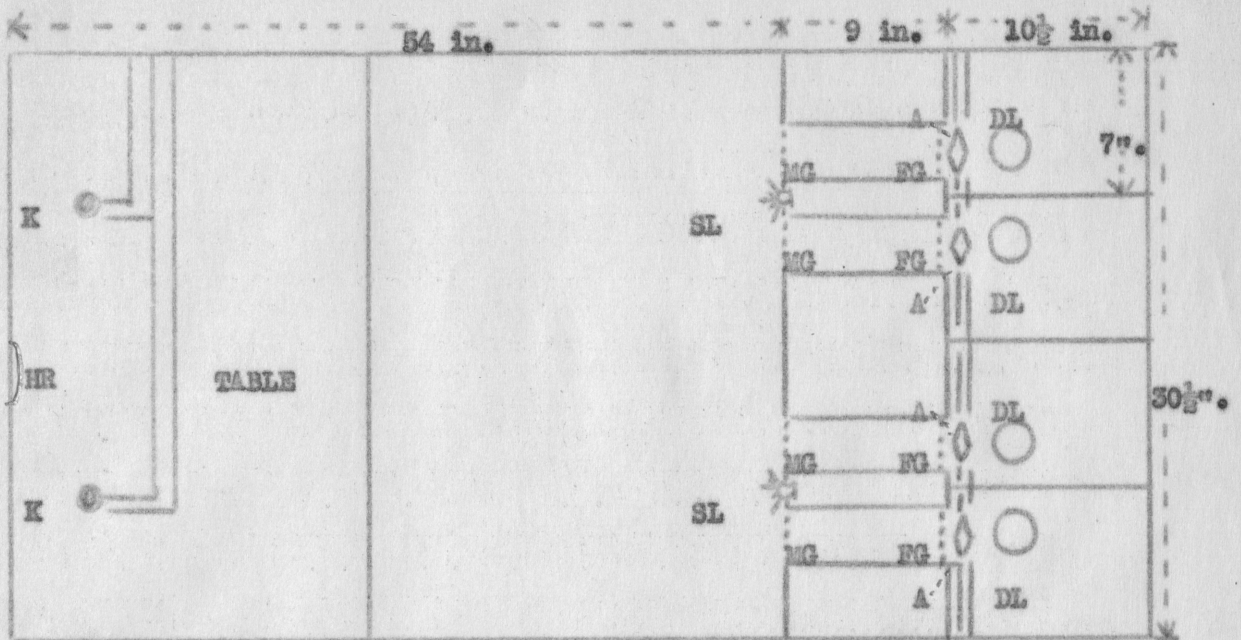 54 in. 9 in. 10½ in.
A DL
7".
MG FG
K SL
MG FG
A DL
HR TABLE
30½".
A DL
MG FG
K SL
MG FG
A DL